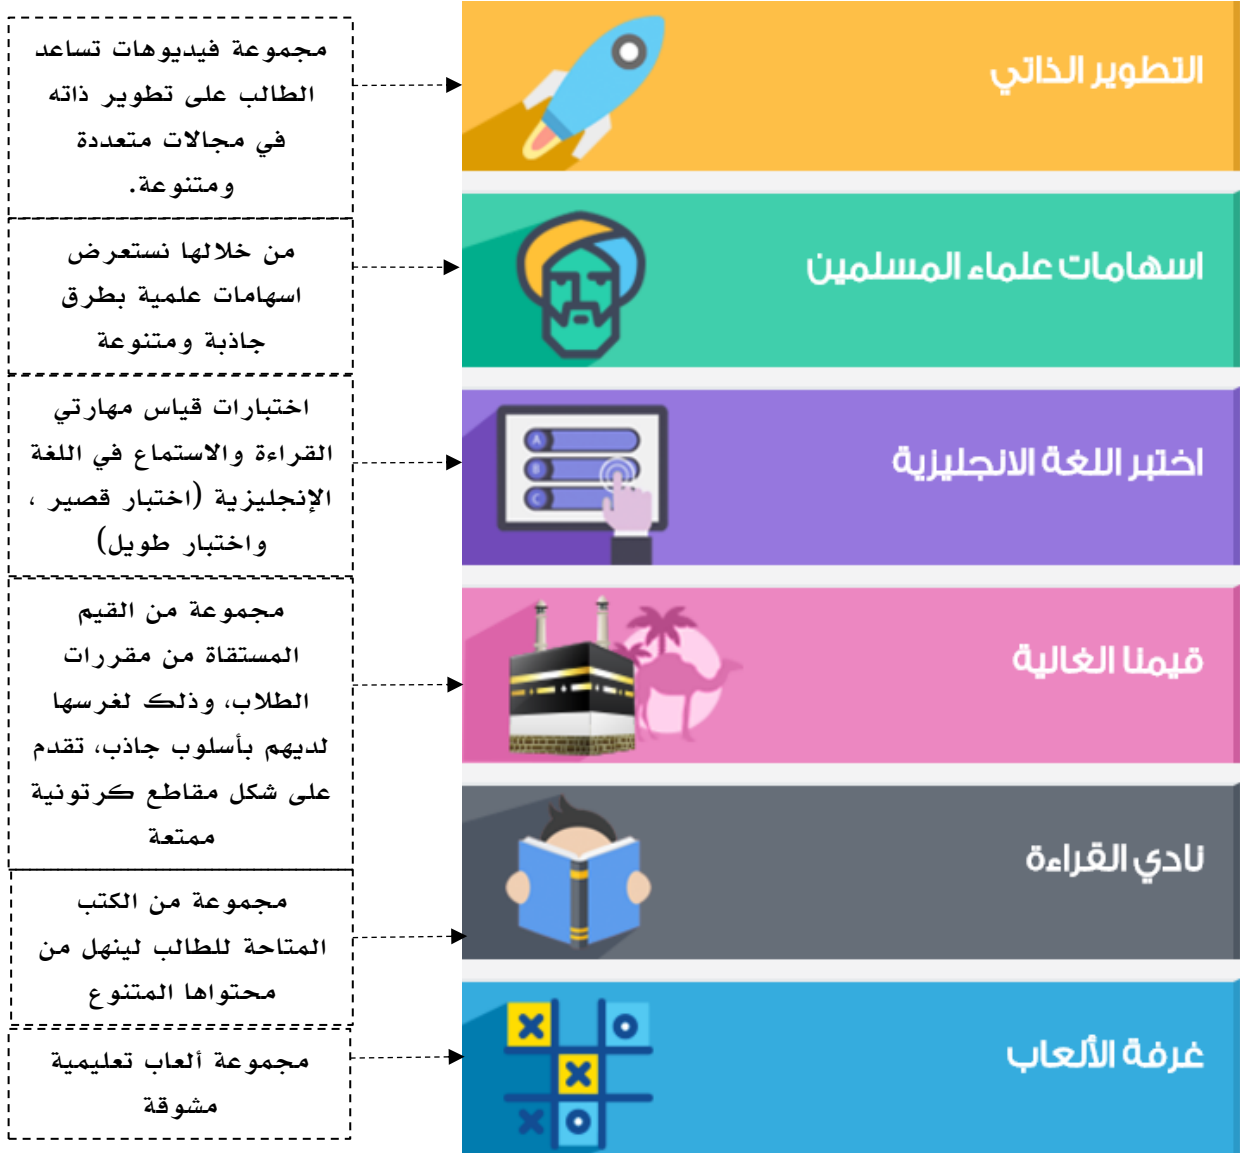 التطوير الذاتي
مجموعة فيديوهات تساعد
الطالب على تطوير ذاته
في مجالات متعددة
ومتنوعة.
اسهامات علماء المسلمين
من خلالها نستعرض
اسهامات علمية بطرق
جاذبة ومتنوعة
اختبر اللغة الانجليزية
A
B
C
اختبارات قياس مهارتي
القراءة والاستماع في اللغة
الإنجليزية (اختبار قصير ،
واختبار طويل)
قيمنا الغالية
مجموعة من القيم
المستقاة من مقررات
الطلاب، وذلك لغرسها
لديهم بأسلوب جاذب، تقدم
على شكل مقاطع كرتونية
ممتعة
نادي القراءة
مجموعة من الكتب
المتاحة للطالب لينهل من
محتواها المتنوع
غرفة الألعاب
مجموعة ألعاب تعليمية
مشوقة